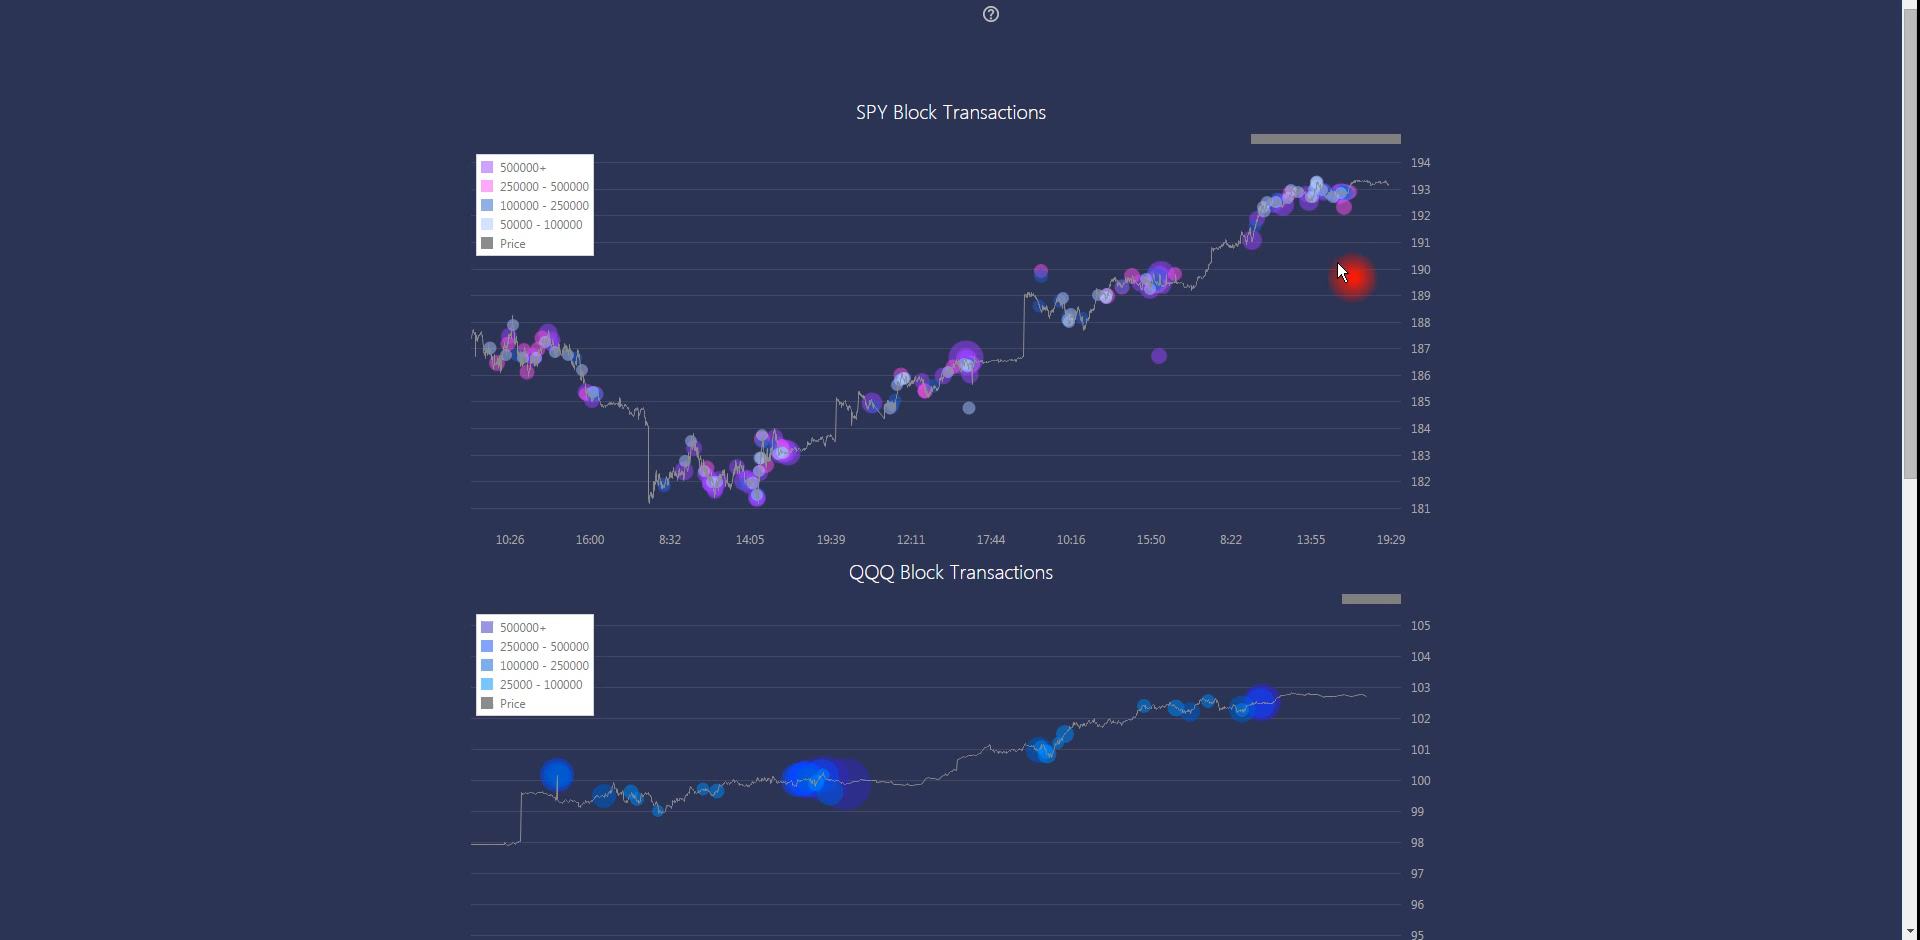 ?
SPY Block Transactions
500000+
250000 - 500000
100000 - 250000
50000 - 100000
Price
194
193
192
191
190
189
188
187
186
185
184
183
182
181
10:26 16:00 8:32 14:05 19:39 12:11 17:44 10:16 15:50 8:22 13:55 19:29
QQQ Block Transactions
500000+
250000 - 500000
100000 - 250000
25000 - 100000
Price
105
104
103
102
101
100
99
98
97
96
95